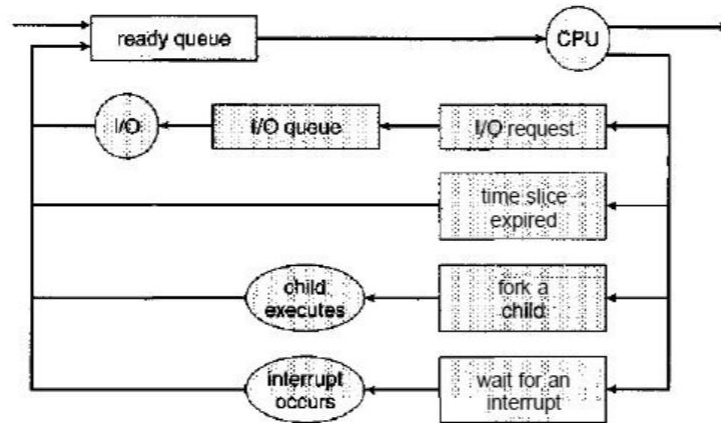 ready queue
CPU
I/O
I/O queue
I/O request
time slice
expired
child
executes
fork a
child
interrupt
occurs
wait for an
interrupt